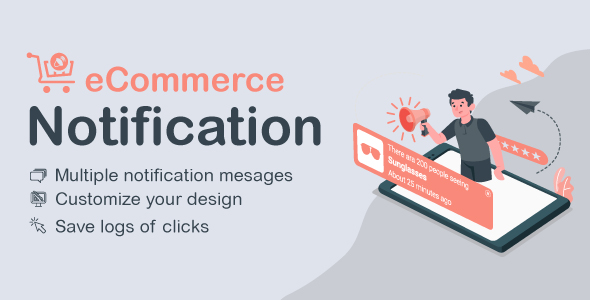 eCommerce
Notification
Multiple notification mesages
Customize your design
Save logs of clicks
There are 200 people seeing
Sunglasses
About 25 minutes ago